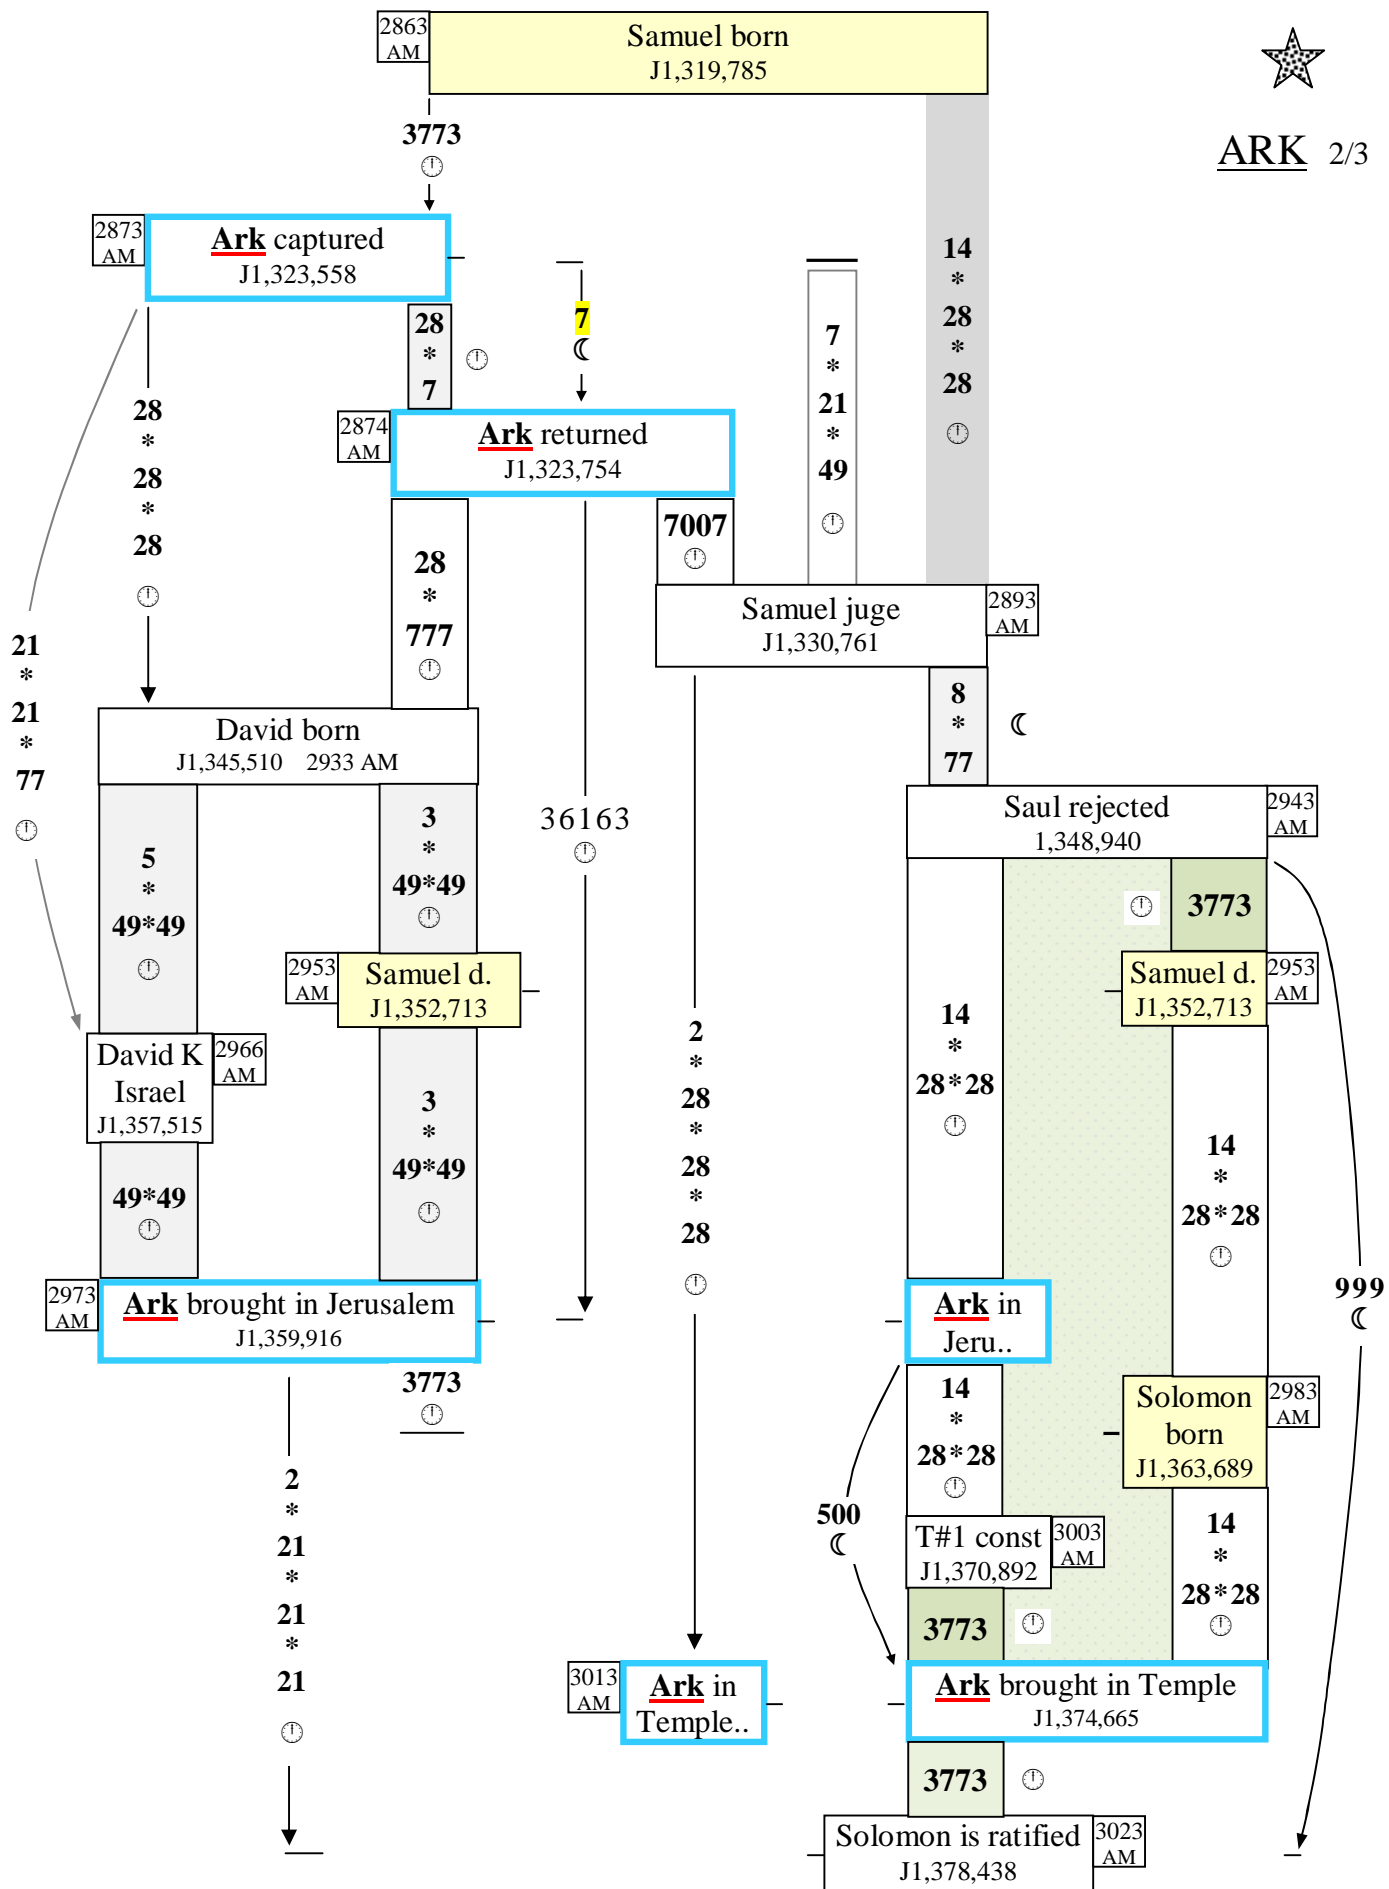 2863
AM
Samuel born
J1,319,785
ARK 2/3
3773
2873
AM
Ark captured
J1,323,558
28
*
7
7
7
*
21
*
49
14
*
28
*
28
2874
AM
Ark returned
J1,323,754
28
*
28
*
28
28
*
777
7007
Samuel juge
J1,330,761
2893
AM
21
*
21
*
77
8
*
77
David born
J1,345,510 2933 AM
36163
Saul rejected
1,348,940
2943
AM
5
*
49*49
3
*
49*49
3773
2953
AM
Samuel d.
J1,352,713
Samuel d.
J1,352,713
2953
AM
14
*
28*28
David K
Israel
J1,357,515
2966
AM
3
*
49*49
2
*
28
*
28
*
28
14
*
28*28
49*49
999
2973
AM
Ark brought in Jerusalem
J1,359,916
3773
Ark in
Jeru..
14
*
28*28
Solomon
born
J1,363,689
2983
AM
2
*
21
*
21
*
21
500
T#1 const
J1,370,892
3003
AM
14
*
28*28
3773
3013
AM
Ark in
Temple..
Ark brought in Temple
J1,374,665
3773
Solomon is ratified
J1,378,438
3023
AM